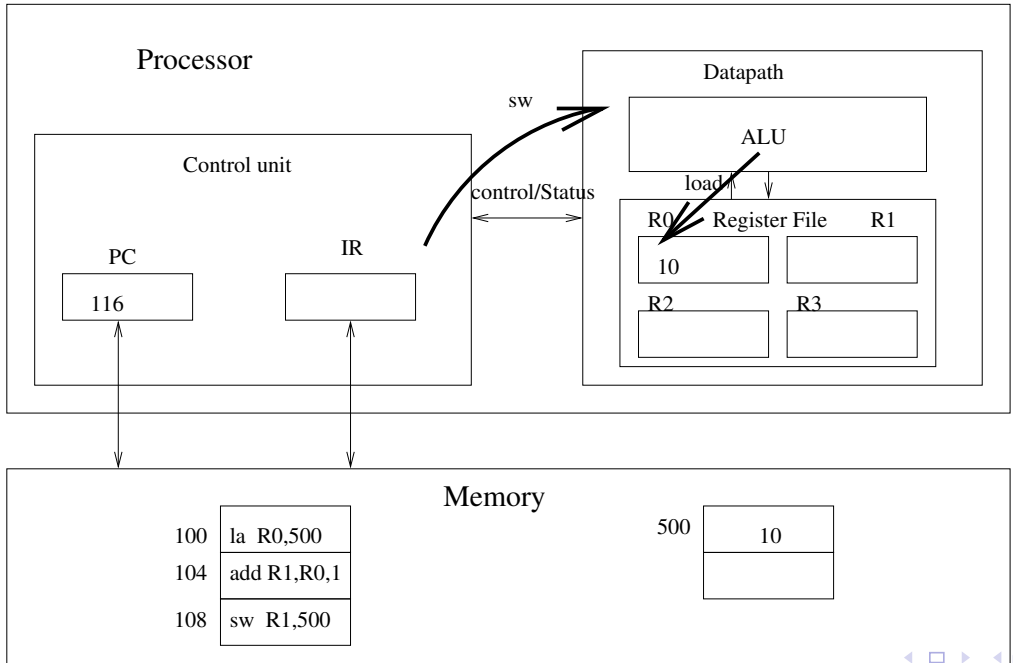 Processor
Datapath
sw
ALU
Control unit
load
control/Status
R0 Register File R1
PC
IR
10
116
R2
R3
Memory
100 la R0,500
500 10
104 add R1,R0,1
108 sw R1,500